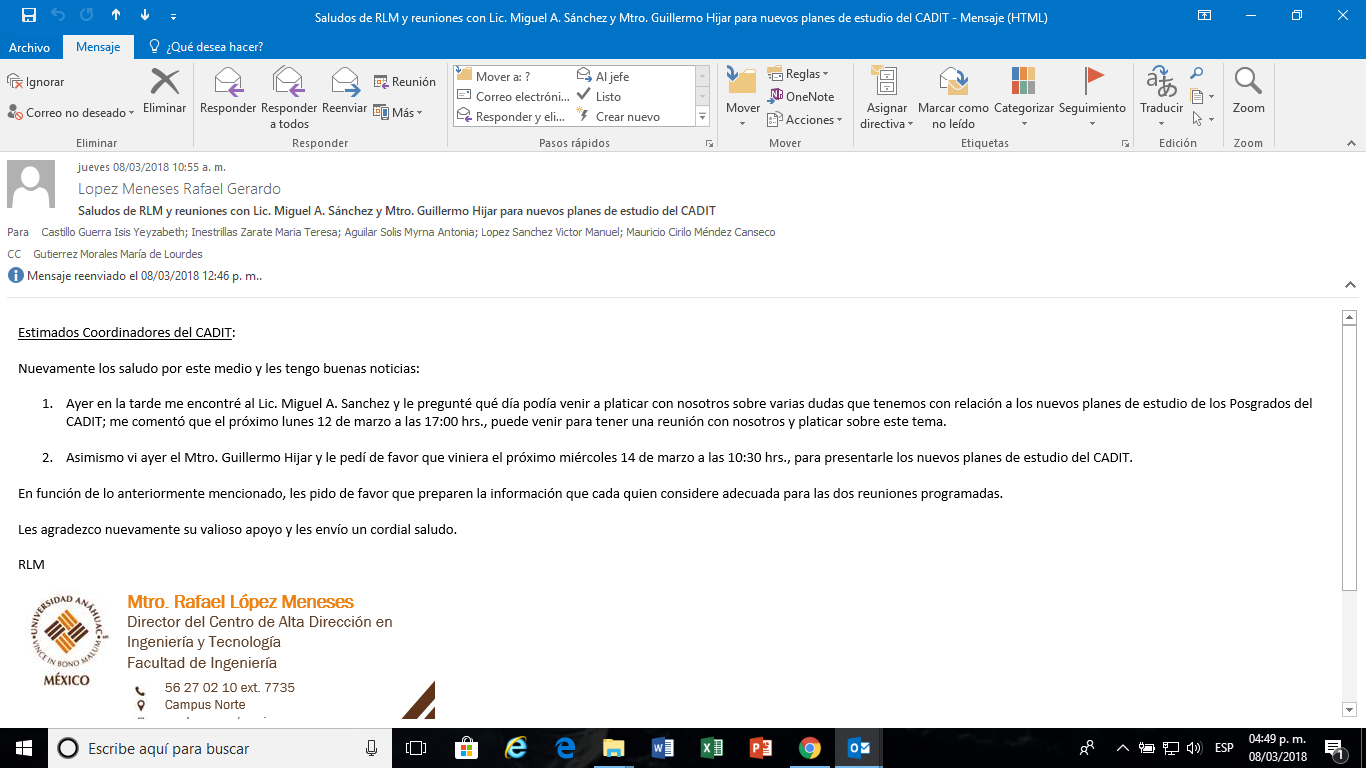 Saludos de RLM y reuniones con Lic. Miguel A. Sánchez y Mtro. Guillermo Hijar para nuevos planes de estudio del CADIT - Mensaje (HTML)
Archivo Mensaje ¿Qué desea hacer?
Ignorar
Correo no deseado
Eliminar
Eliminar
Responder
Responder a todos
Reenviar
Reunión
Más
Responder
Mover a: ?
Correo electróni...
Responder y eli...
Al jefe
Listo
Crear nuevo
Pasos rápidos
Mover
Reglas
OneNote
Acciones
Mover
Asignar directiva
Marcar como no leído
Categorizar
Seguimiento
Etiquetas
Traducir
Edición
Zoom
Zoom
jueves 08/03/2018 10:55 a. m.
Lopez Meneses Rafael Gerardo
Saludos de RLM y reuniones con Lic. Miguel A. Sánchez y Mtro. Guillermo Hijar para nuevos planes de estudio del CADIT
Para Castillo Guerra Isis Yeyzabeth; Inestrillas Zarate Maria Teresa; Aguilar Solis Myrna Antonia; Lopez Sanchez Victor Manuel; Mauricio Cirilo Méndez Canseco
CC Gutierrez Morales María de Lourdes
Mensaje reenviado el 08/03/2018 12:46 p. m..
Estimados Coordinadores del CADIT:
Nuevamente los saludo por este medio y les tengo buenas noticias:
1. Ayer en la tarde me encontré al Lic. Miguel A. Sanchez y le pregunté qué día podía venir a platicar con nosotros sobre varias dudas que tenemos con relación a los nuevos planes de estudio de los Posgrados del
CADIT; me comentó que el próximo lunes 12 de marzo a las 17:00 hrs., puede venir para tener una reunión con nosotros y platicar sobre este tema.
2. Asimismo vi ayer el Mtro. Guillermo Hijar y le pedí de favor que viniera el próximo miércoles 14 de marzo a las 10:30 hrs., para presentarle los nuevos planes de estudio del CADIT.
En función de lo anteriormente mencionado, les pido de favor que preparen la información que cada quien considere adecuada para las dos reuniones programadas.
Les agradezco nuevamente su valioso apoyo y les envío un cordial saludo.
RLM
UNIVERSIDAD ANÁHUAC
VINCE IN BONO MALUM
MÉXICO
Mtro. Rafael López Meneses
Director del Centro de Alta Dirección en
Ingeniería y Tecnología
Facultad de Ingeniería
56 27 02 10 ext. 7735
Campus Norte
Escribe aquí para buscar
ESP
04:49 p. m.
08/03/2018
1